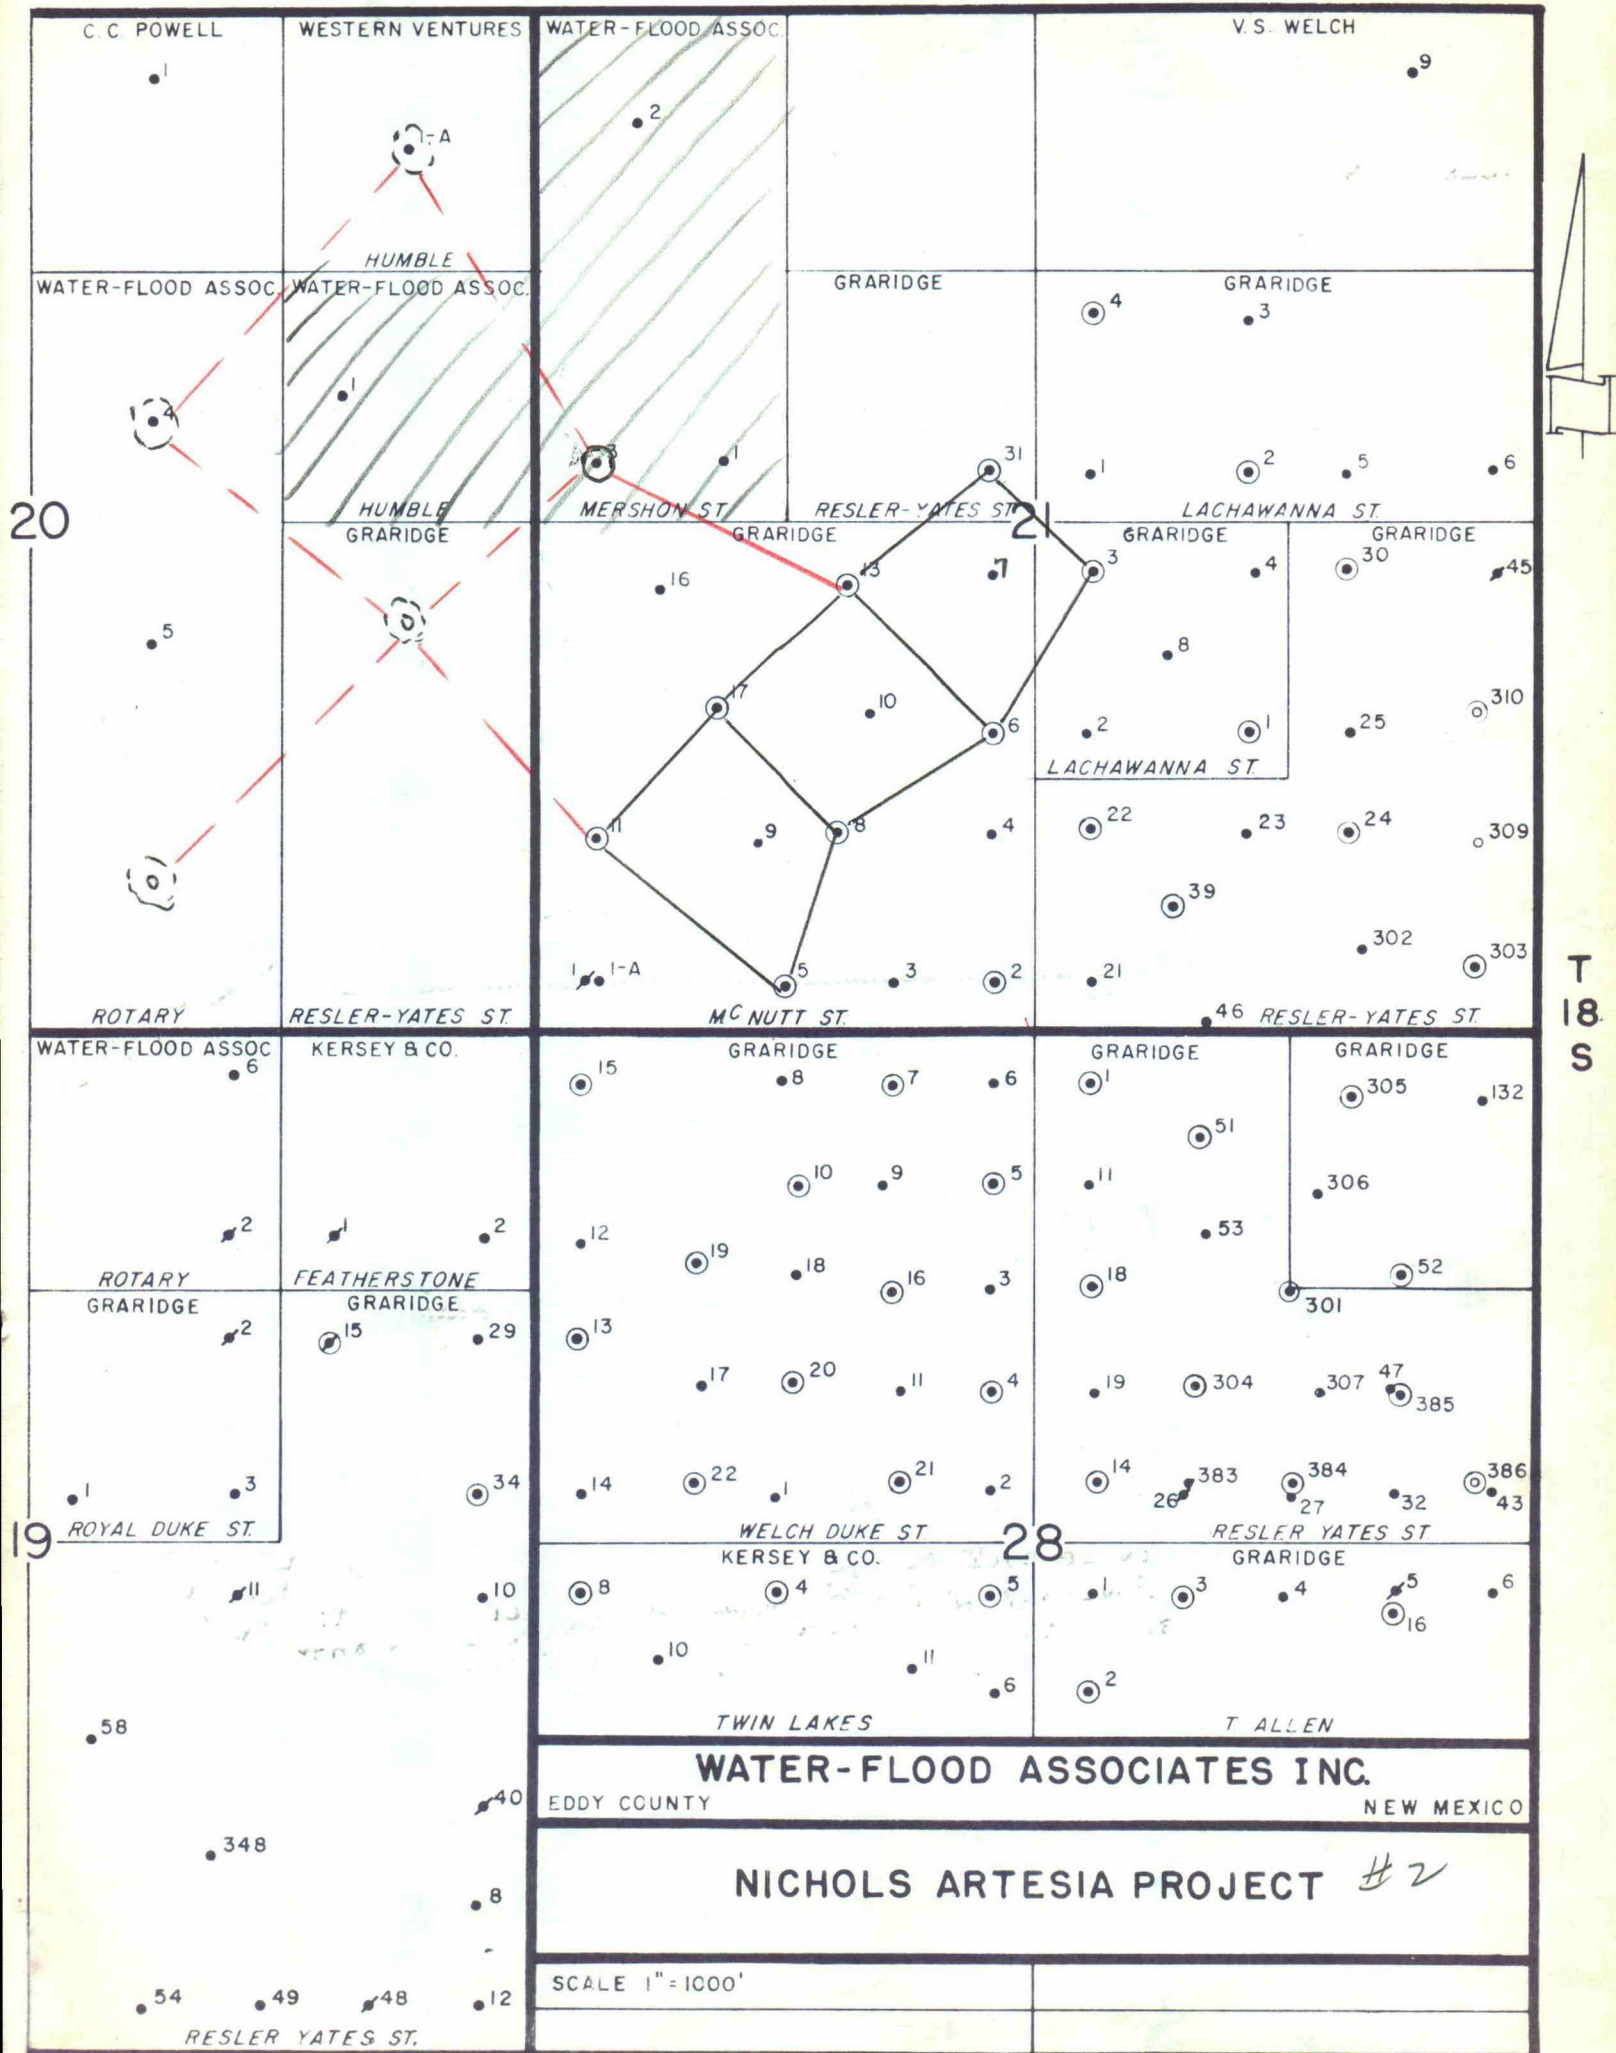 C. C. POWELL
WESTERN VENTURES
WATER-FLOOD ASSOC.
V. S. WELCH
1
9
2
1-A
HUMBLE
WATER-FLOOD ASSOC.
WATER-FLOOD ASSOC.
GRARIDGE
GRARIDGE
4
3
1
4
3
1
31
1
2
5
6
20
HUMBLE
MERSHON ST.
RESLER-YATES ST.
21
LACHAWANNA ST.
GRARIDGE
GRARIDGE
GRARIDGE
GRARIDGE
16
13
7
3
4
30
45
5
8
17
10
6
2
1
25
310
LACHAWANNA ST.
11
9
8
4
22
23
24
309
39
302
303
1
1-A
5
3
2
21
T
18
S
46
ROTARY
RESLER-YATES ST.
McNUTT ST.
RESLER-YATES ST.
WATER-FLOOD ASSOC
KERSEY & CO.
GRARIDGE
GRARIDGE
GRARIDGE
6
15
8
7
6
1
305
132
51
10
9
5
11
306
2
1
2
12
53
19
18
16
3
18
52
ROTARY
FEATHERSTONE
301
GRARIDGE
GRARIDGE
2
15
29
13
17
20
11
4
19
304
307
47
385
1
3
34
14
22
1
21
2
14
383
26
384
27
32
386
43
19
ROYAL DUKE ST.
WELCH DUKE ST.
28
RESLER YATES ST.
KERSEY & CO.
GRARIDGE
11
10
8
4
5
1
3
4
5
6
16
10
11
6
2
58
TWIN LAKES
T ALLEN
WATER-FLOOD ASSOCIATES INC.
EDDY COUNTY
NEW MEXICO
40
348
NICHOLS ARTESIA PROJECT #2
8
SCALE 1"=1000'
54
49
48
12
RESLER YATES ST.